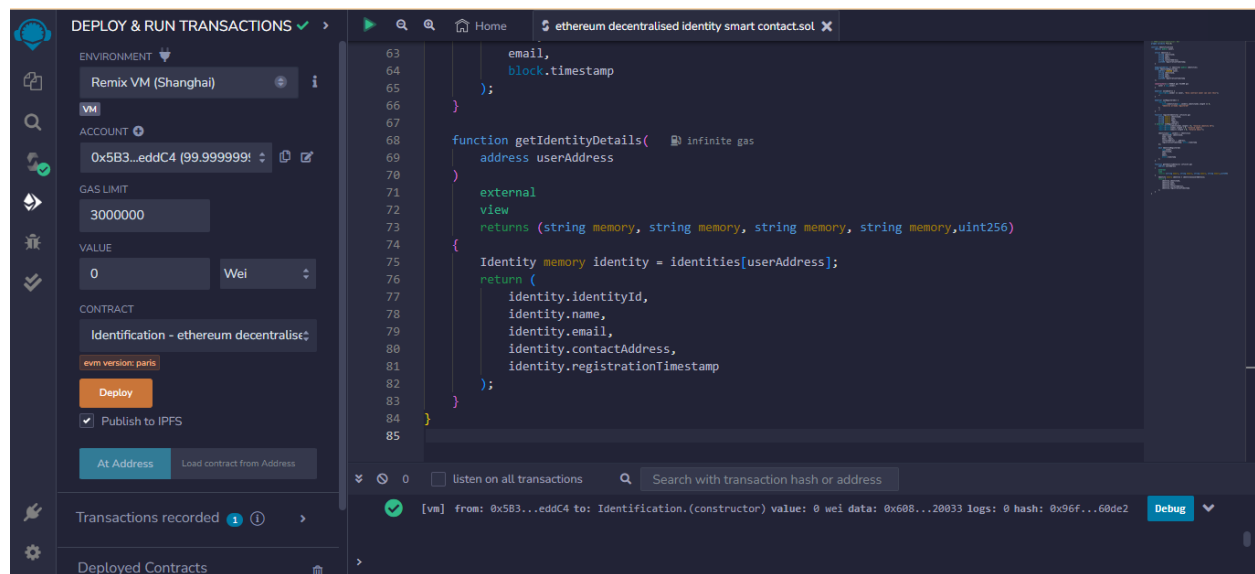 DEPLOY & RUN TRANSACTIONS
ENVIRONMENT
Remix VM (Shanghai)
VM
ACCOUNT
0x5B3...eddC4 (99.9999999
GAS LIMIT
3000000
VALUE
0 Wei
CONTRACT
Identification - ethereum decentralise
evm version: paris
Deploy
Publish to IPFS
At Address Load contract from Address
Transactions recorded 1 i
Deployed Contracts
Home ethereum decentralised identity smart contact.sol
63 email,
64 block.timestamp
65 );
66 }
67
68 function getIdentityDetails( infinite gas
69 address userAddress
70 )
71 external
72 view
73 returns (string memory, string memory, string memory, string memory,uint256)
74 {
75 Identity memory identity = identities[userAddress];
76 return (
77 identity.identityId,
78 identity.name,
79 identity.email,
80 identity.contactAddress,
81 identity.registrationTimestamp
82 );
83 }
84 }
85
0 listen on all transactions Search with transaction hash or address
[vm] from: 0x5B3...eddC4 to: Identification.(constructor) value: 0 wei data: 0x608...20033 logs: 0 hash: 0x96f...60de2 Debug
>